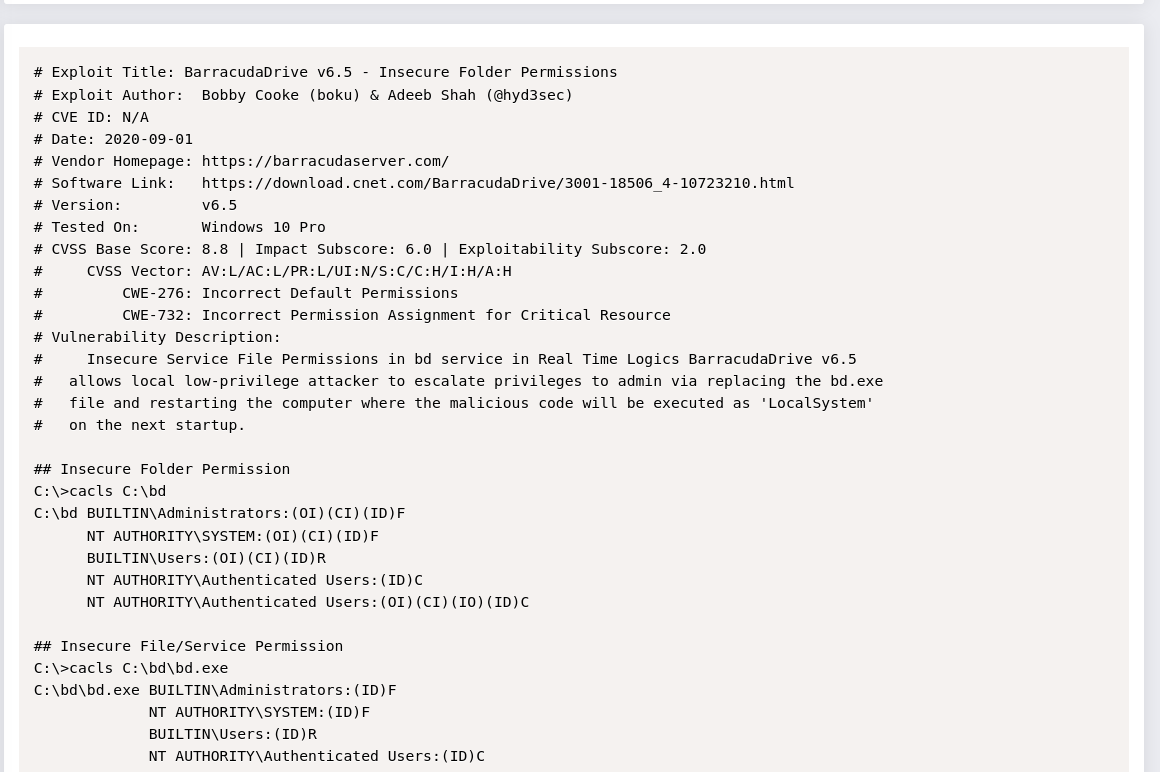 # Exploit Title: BarracudaDrive v6.5 - Insecure Folder Permissions
# Exploit Author:  Bobby Cooke (boku) & Adeeb Shah (@hyd3sec)
# CVE ID: N/A
# Date: 2020-09-01
# Vendor Homepage: https://barracudaserver.com/
# Software Link:   https://download.cnet.com/BarracudaDrive/3001-18506_4-10723210.html
# Version:         v6.5
# Tested On:       Windows 10 Pro
# CVSS Base Score: 8.8 | Impact Subscore: 6.0 | Exploitability Subscore: 2.0
#     CVSS Vector: AV:L/AC:L/PR:L/UI:N/S:C/C:H/I:H/A:H
#         CWE-276: Incorrect Default Permissions
#         CWE-732: Incorrect Permission Assignment for Critical Resource
# Vulnerability Description:
#     Insecure Service File Permissions in bd service in Real Time Logics BarracudaDrive v6.5
#   allows local low-privilege attacker to escalate privileges to admin via replacing the bd.exe
#   file and restarting the computer where the malicious code will be executed as 'LocalSystem'
#   on the next startup.

## Insecure Folder Permission
C:\>cacls C:\bd
C:\bd BUILTIN\Administrators:(OI)(CI)(ID)F
      NT AUTHORITY\SYSTEM:(OI)(CI)(ID)F
      BUILTIN\Users:(OI)(CI)(ID)R
      NT AUTHORITY\Authenticated Users:(ID)C
      NT AUTHORITY\Authenticated Users:(OI)(CI)(IO)(ID)C

## Insecure File/Service Permission
C:\>cacls C:\bd\bd.exe
C:\bd\bd.exe BUILTIN\Administrators:(ID)F
             NT AUTHORITY\SYSTEM:(ID)F
             BUILTIN\Users:(ID)R
             NT AUTHORITY\Authenticated Users:(ID)C